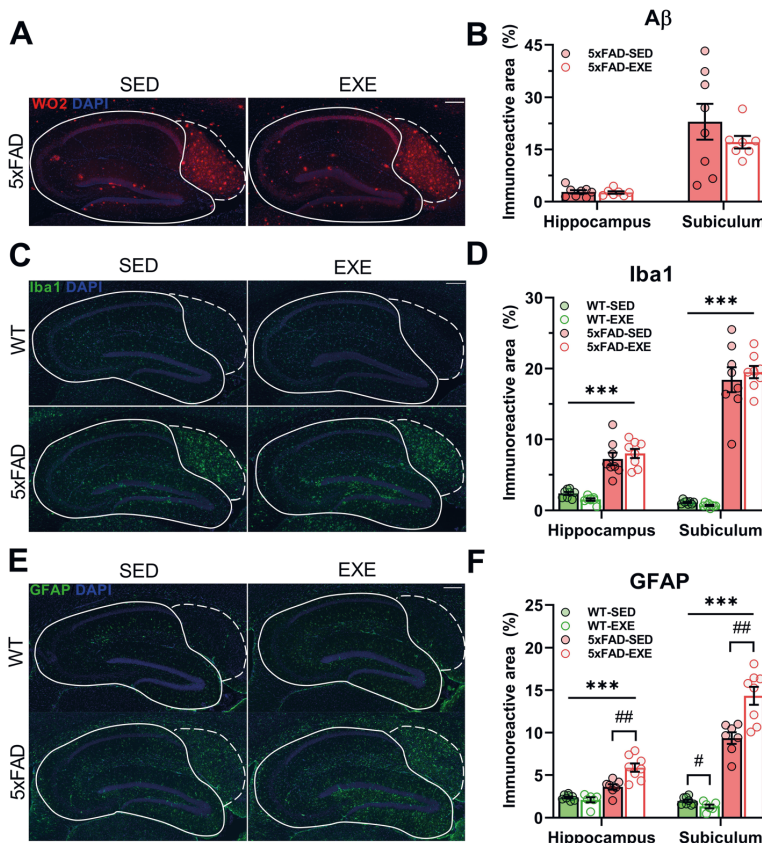 A
SED
EXE
WO2 DAPI
5xFAD
B
Aβ
Immunoreactive area (%)
45
30
15
0
5xFAD-SED
5xFAD-EXE
Hippocampus
Subiculum
C
SED
EXE
Iba1 DAPI
WT
5xFAD
D
Iba1
Immunoreactive area (%)
30
20
10
0
WT-SED
WT-EXE
5xFAD-SED
5xFAD-EXE
***
***
Hippocampus
Subiculum
E
SED
EXE
GFAP DAPI
WT
5xFAD
F
GFAP
Immunoreactive area (%)
25
20
15
10
5
0
WT-SED
WT-EXE
5xFAD-SED
5xFAD-EXE
***
##
***
##
#
Hippocampus
Subiculum